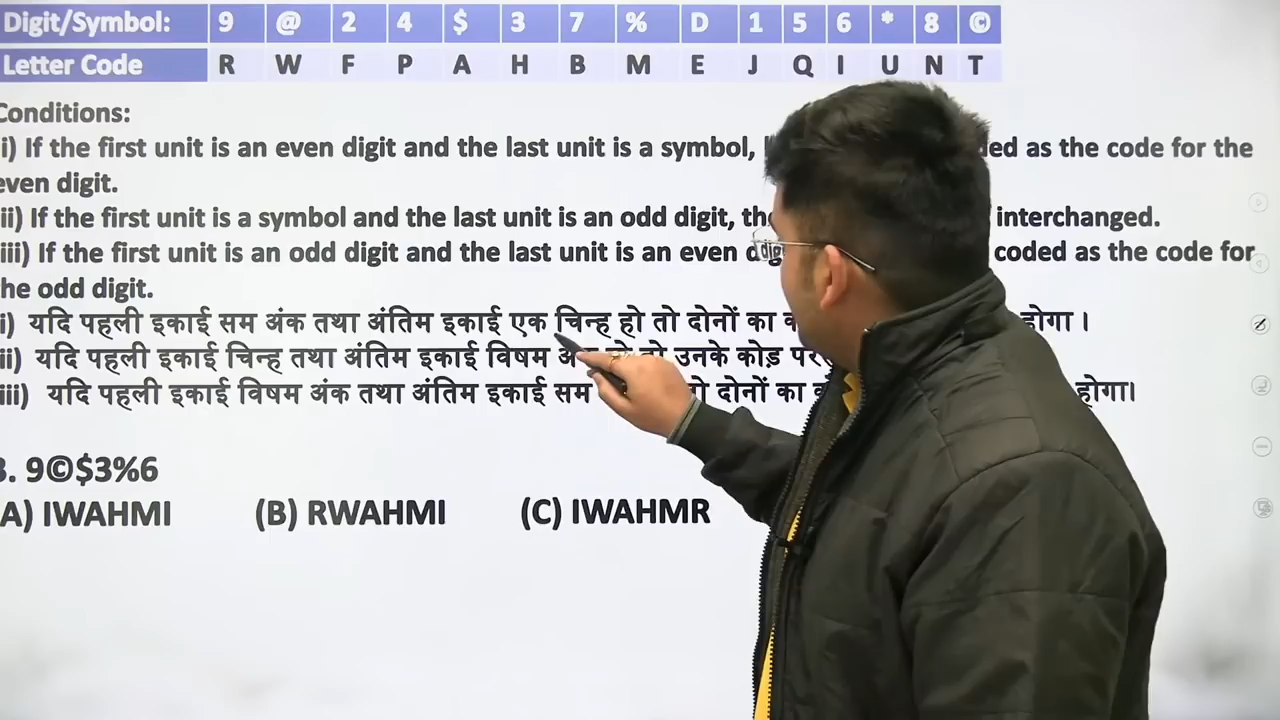 Digit/Symbol: 9 @ 2 4 $ 3 7 % D 1 5 6 * 8 ©
Letter Code R W F P A H B M E J Q I U N T
Conditions:
i) If the first unit is an even digit and the last unit is a symbol, ded as the code for the
even digit.
ii) If the first unit is a symbol and the last unit is an odd digit, interchanged.
iii) If the first unit is an odd digit and the last unit is an even coded as the code for
he odd digit.
i) यदि पहली इकाई सम अंक तथा अंतिम इकाई एक चिन्ह हो तो दोनों का होगा ।
ii) यदि पहली इकाई चिन्ह तथा अंतिम इकाई विषम उनके कोड़
iii) यदि पहली इकाई विषम अंक तथा अंतिम इकाई सम तो दोनों का होगा।
3. 9©$3%6
A) IWAHMI (B) RWAHMI (C) IWAHMR